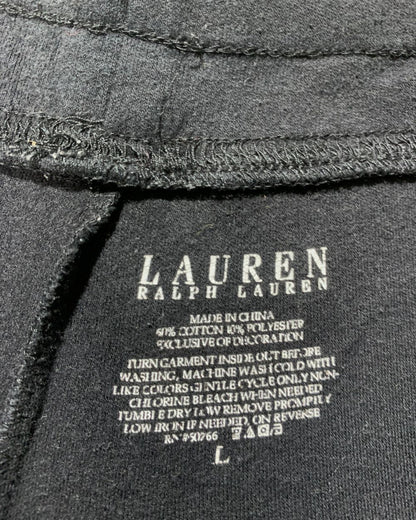 LAUREN
RALPH LAUREN
MADE IN CHINA
60% COTTON 40% POLYESTER
EXCLUSIVE OF DECORATION
TURN GARMENT INSIDE OUT BEFORE
WASHING, MACHINE WASH COLD WITH
LIKE COLORS GENTLE CYCLE ONLY NON-
CHLORINE BLEACH WHEN NEEDED
TUMBLE DRY LOW REMOVE PROMPTLY
LOW IRON IF NEEDED, ON REVERSE
RN#50766
L